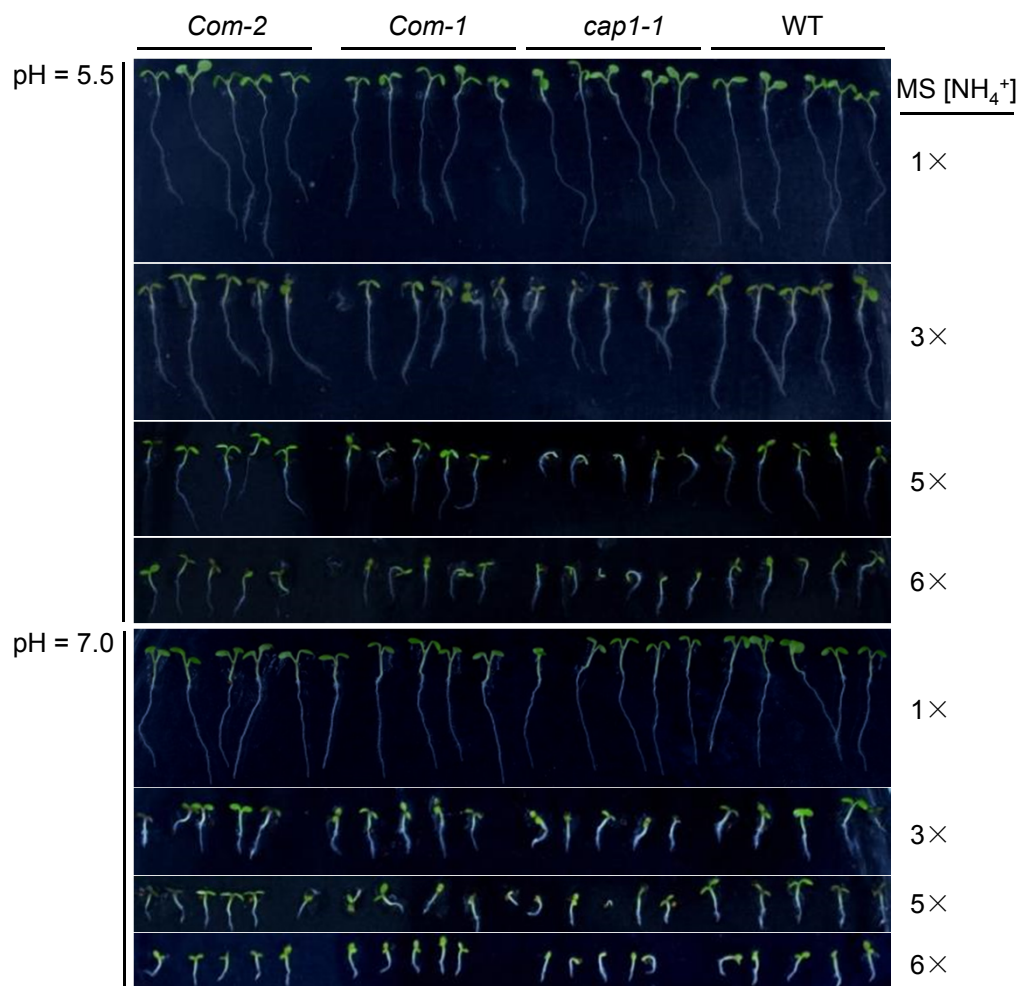 Com-2 Com-1 cap1-1 WT
pH = 5.5
MS [NH₄⁺]
1×
3×
5×
6×
pH = 7.0
1×
3×
5×
6×